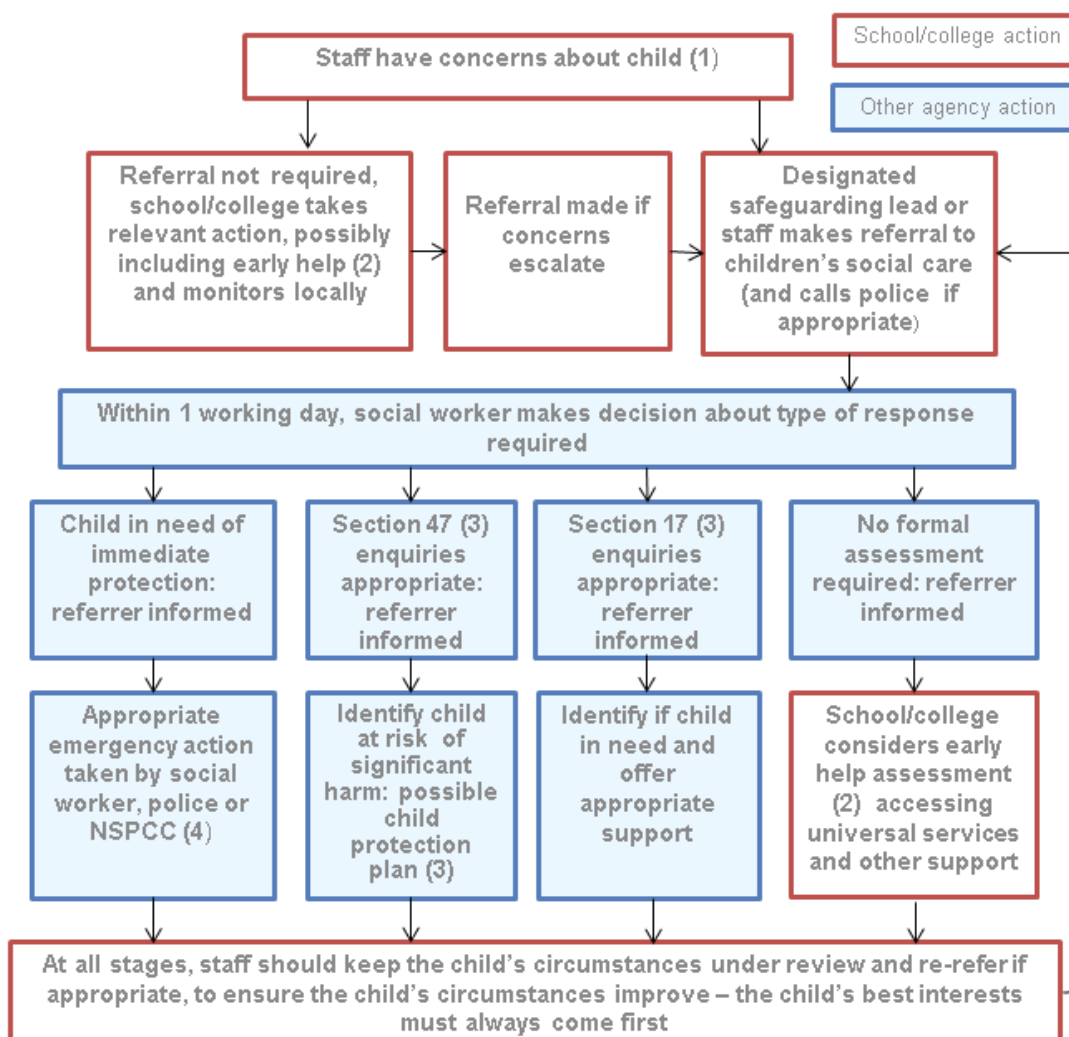 School/college action
Staff have concerns about child (1)
Other agency action
Referral not required,
school/college takes
relevant action, possibly
including early help (2)
and monitors locally
Referral made if
concerns
escalate
Designated
safeguarding lead or
staff makes referral to
children’s social care
(and calls police if
appropriate)
Within 1 working day, social worker makes decision about type of response
required
Child in need of
immediate
protection:
referrer informed
Section 47 (3)
enquiries
appropriate:
referrer
informed
Section 17 (3)
enquiries
appropriate:
referrer
informed
No formal
assessment
required: referrer
informed
Appropriate
emergency action
taken by social
worker, police or
NSPCC (4)
Identify child
at risk of
significant
harm: possible
child
protection
plan (3)
Identify if child
in need and
offer
appropriate
support
School/college
considers early
help assessment
(2) accessing
universal services
and other support
At all stages, staff should keep the child’s circumstances under review and re-refer if
appropriate, to ensure the child’s circumstances improve – the child’s best interests
must always come first